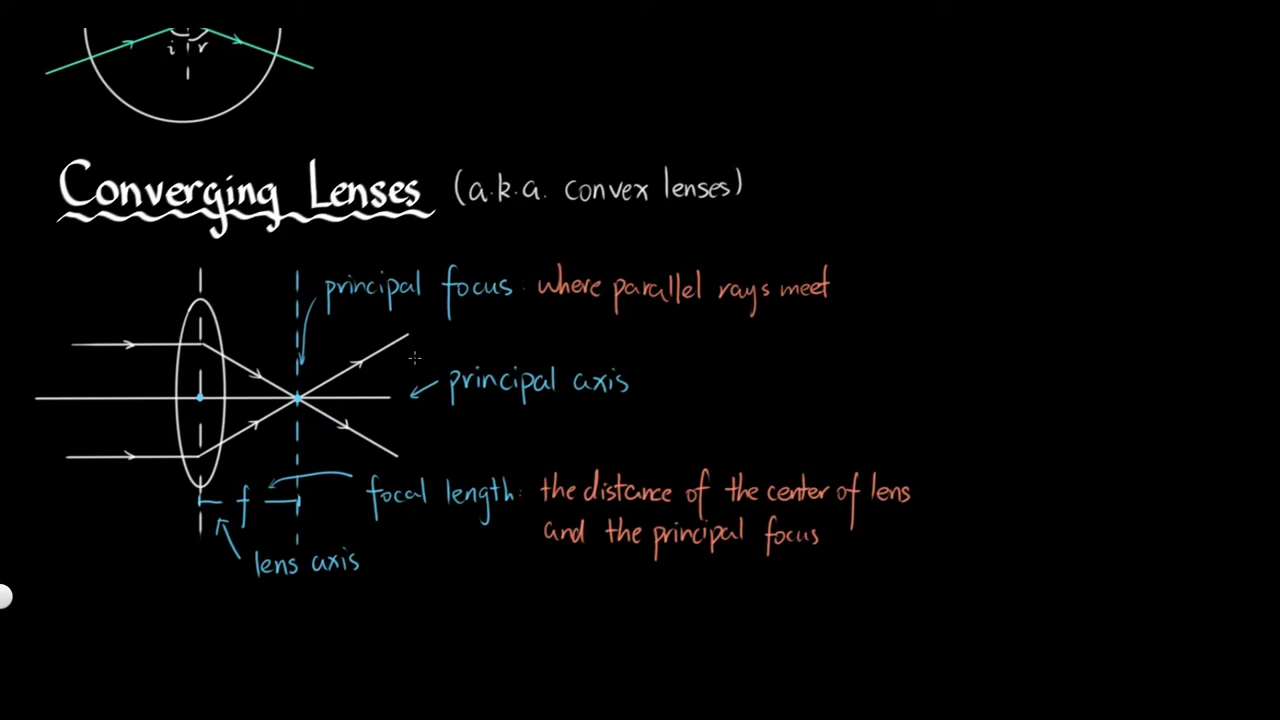 i r
Converging Lenses (a.k.a. convex lenses)
principal focus: where parallel rays meet
principal axis
f focal length: the distance of the center of lens
and the principal focus
lens axis